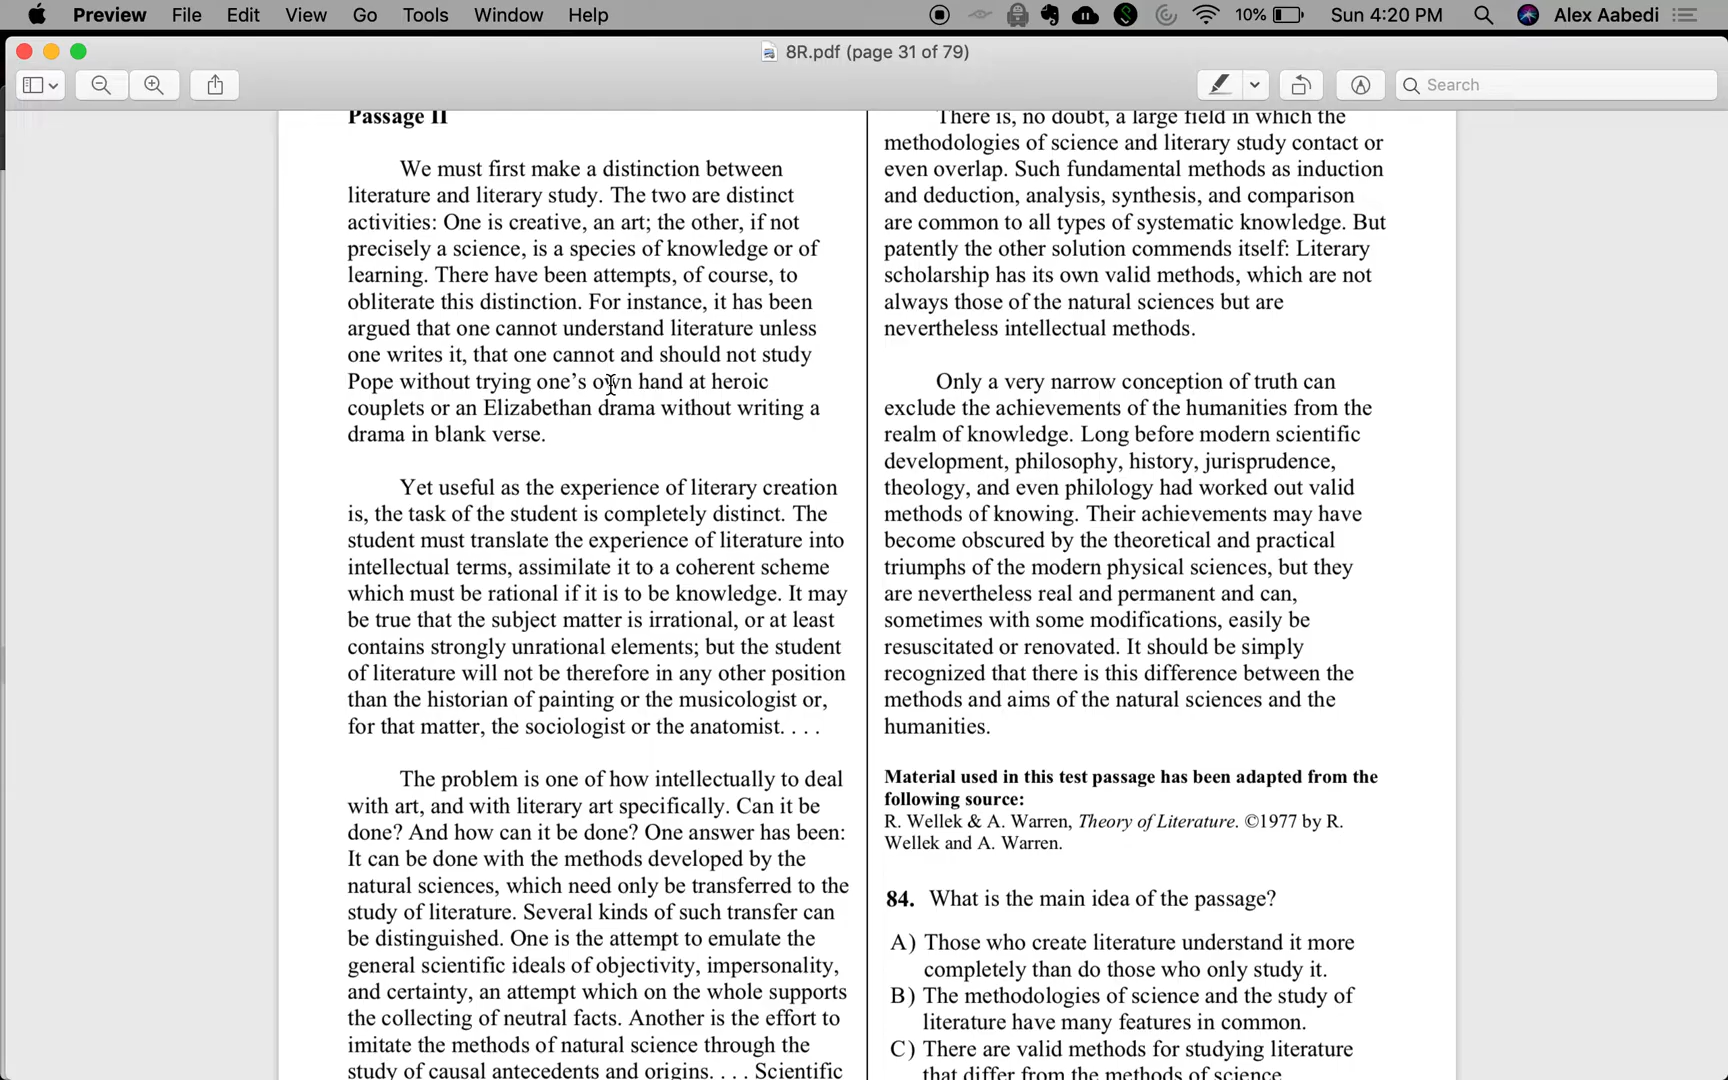 Preview File Edit View Go Tools Window Help 10% Sun 4:20 PM Alex Aabedi
8R.pdf (page 31 of 79)
Search
Passage II
We must first make a distinction between
literature and literary study. The two are distinct
activities: One is creative, an art; the other, if not
precisely a science, is a species of knowledge or of
learning. There have been attempts, of course, to
obliterate this distinction. For instance, it has been
argued that one cannot understand literature unless
one writes it, that one cannot and should not study
Pope without trying one’s own hand at heroic
couplets or an Elizabethan drama without writing a
drama in blank verse.
Yet useful as the experience of literary creation
is, the task of the student is completely distinct. The
student must translate the experience of literature into
intellectual terms, assimilate it to a coherent scheme
which must be rational if it is to be knowledge. It may
be true that the subject matter is irrational, or at least
contains strongly unrational elements; but the student
of literature will not be therefore in any other position
than the historian of painting or the musicologist or,
for that matter, the sociologist or the anatomist. . . .
The problem is one of how intellectually to deal
with art, and with literary art specifically. Can it be
done? And how can it be done? One answer has been:
It can be done with the methods developed by the
natural sciences, which need only be transferred to the
study of literature. Several kinds of such transfer can
be distinguished. One is the attempt to emulate the
general scientific ideals of objectivity, impersonality,
and certainty, an attempt which on the whole supports
the collecting of neutral facts. Another is the effort to
imitate the methods of natural science through the
study of causal antecedents and origins. . . . Scientific
There is, no doubt, a large field in which the
methodologies of science and literary study contact or
even overlap. Such fundamental methods as induction
and deduction, analysis, synthesis, and comparison
are common to all types of systematic knowledge. But
patently the other solution commends itself: Literary
scholarship has its own valid methods, which are not
always those of the natural sciences but are
nevertheless intellectual methods.
Only a very narrow conception of truth can
exclude the achievements of the humanities from the
realm of knowledge. Long before modern scientific
development, philosophy, history, jurisprudence,
theology, and even philology had worked out valid
methods of knowing. Their achievements may have
become obscured by the theoretical and practical
triumphs of the modern physical sciences, but they
are nevertheless real and permanent and can,
sometimes with some modifications, easily be
resuscitated or renovated. It should be simply
recognized that there is this difference between the
methods and aims of the natural sciences and the
humanities.
Material used in this test passage has been adapted from the
following source:
R. Wellek & A. Warren, Theory of Literature. ©1977 by R.
Wellek and A. Warren.
84. What is the main idea of the passage?
A) Those who create literature understand it more
completely than do those who only study it.
B) The methodologies of science and the study of
literature have many features in common.
C) There are valid methods for studying literature
that differ from the methods of science